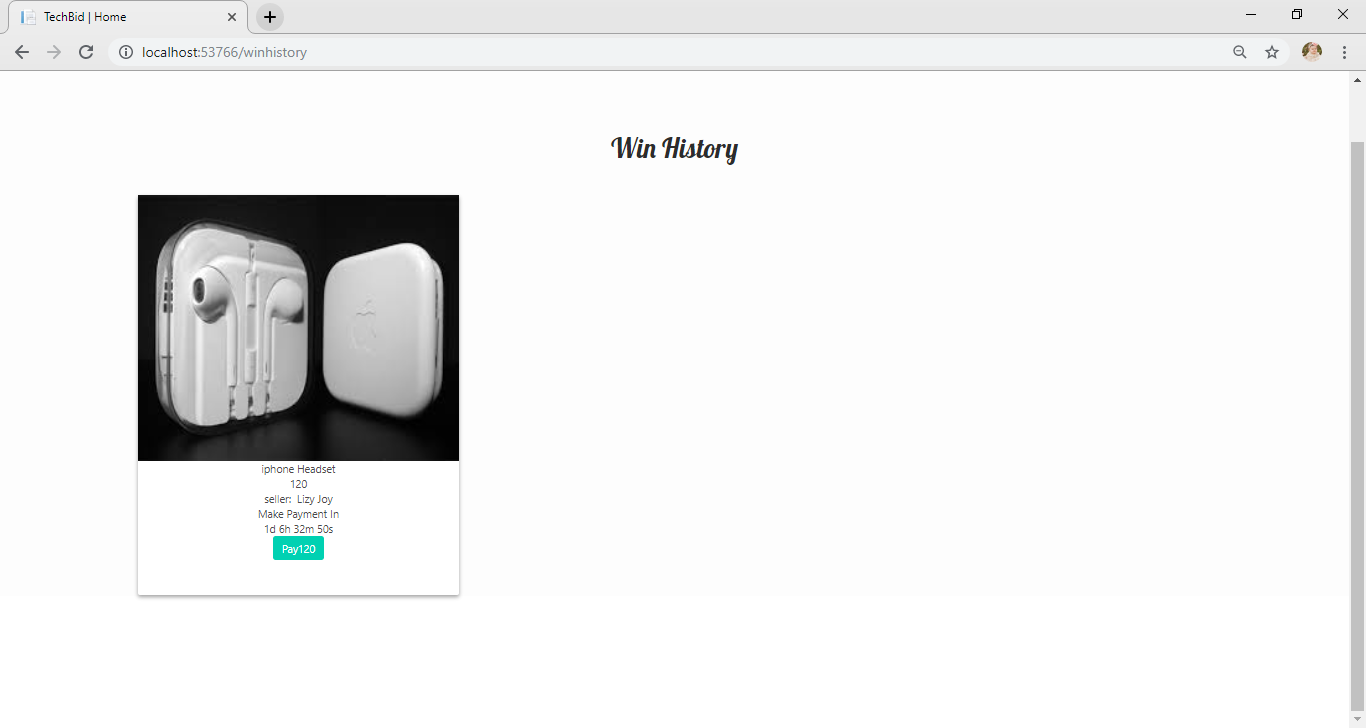 TechBid | Home
localhost:53766/winhistory
Win History
iphone Headset
120
seller: Lizy Joy
Make Payment In
1d 6h 32m 50s
Pay120